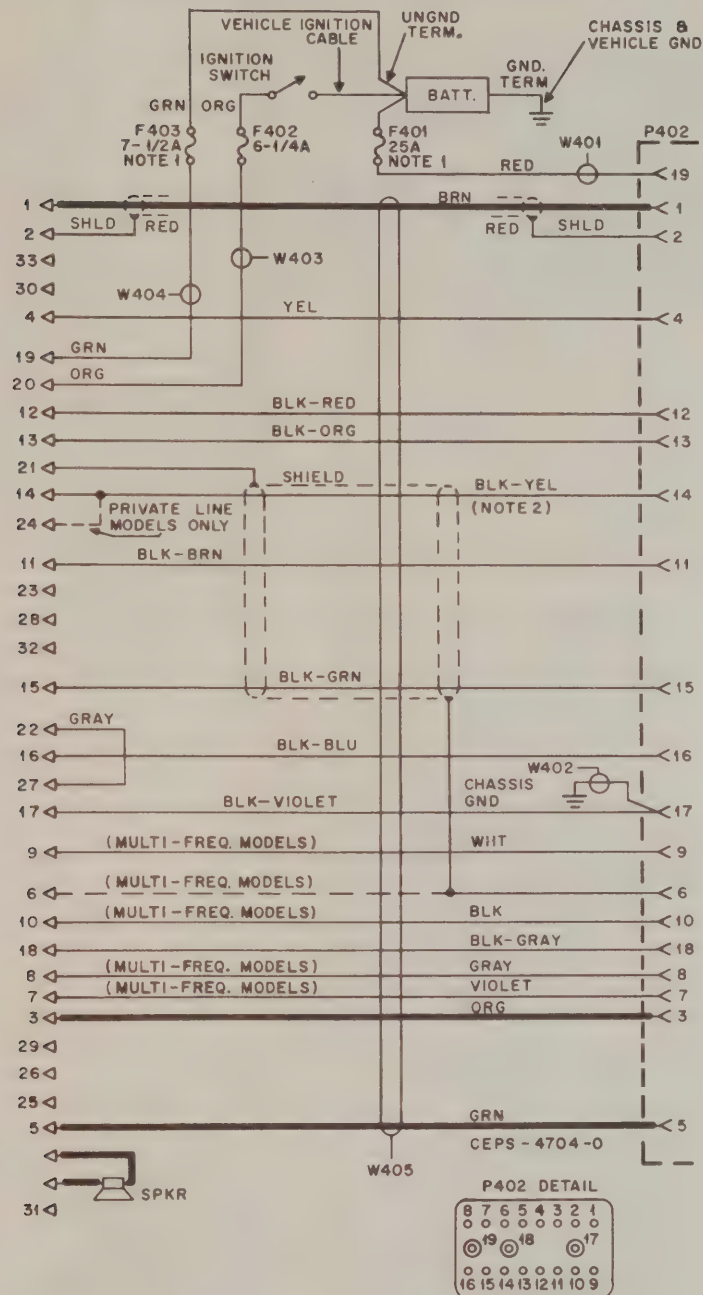 VEHICLE IGNITION
CABLE
UNGND
TERM.
CHASSIS &
VEHICLE GND
IGNITION
SWITCH
GND.
TERM
BATT.
GRN ORG
F403
7-1/2A
NOTE 1
F402
6-1/4A
F401
25A
NOTE 1
W401
P402
RED
19
1
BRN
1
2
SHLD
RED
RED
SHLD
2
33
W403
30
W404
4
YEL
4
19
GRN
20
ORG
12
BLK-RED
12
13
BLK-ORG
13
21
SHIELD
14
BLK-YEL
14
PRIVATE LINE
MODELS ONLY
(NOTE 2)
24
11
BLK-BRN
11
23
28
32
15
BLK-GRN
15
22
GRAY
16
BLK-BLU
16
27
W402
CHASSIS
GND
17
BLK-VIOLET
17
9
(MULTI-FREQ. MODELS)
WHT
9
6
(MULTI-FREQ. MODELS)
6
10
(MULTI-FREQ. MODELS)
BLK
10
18
BLK-GRAY
18
8
(MULTI-FREQ. MODELS)
GRAY
8
7
(MULTI-FREQ. MODELS)
VIOLET
7
3
ORG
3
29
26
25
5
GRN
5
CEPS-4704-0
W405
SPKR
31
P402 DETAIL
8 7 6 5 4 3 2 1
19 18 17
16 15 14 13 12 11 10 9